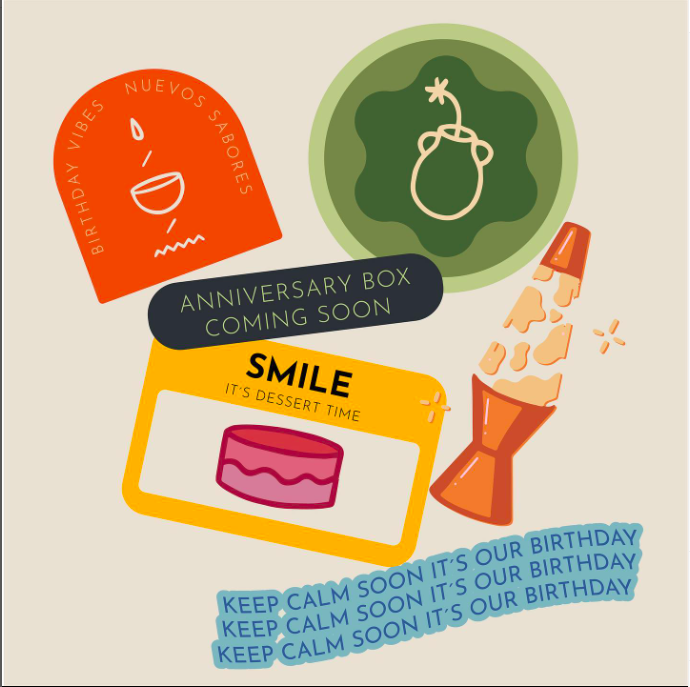 BIRTHDAY VIBES NUEVOS SABORES
ANNIVERSARY BOX
COMING SOON
SMILE
IT´S DESSERT TIME
KEEP CALM SOON IT´S OUR BIRTHDAY
KEEP CALM SOON IT´S OUR BIRTHDAY
KEEP CALM SOON IT´S OUR BIRTHDAY